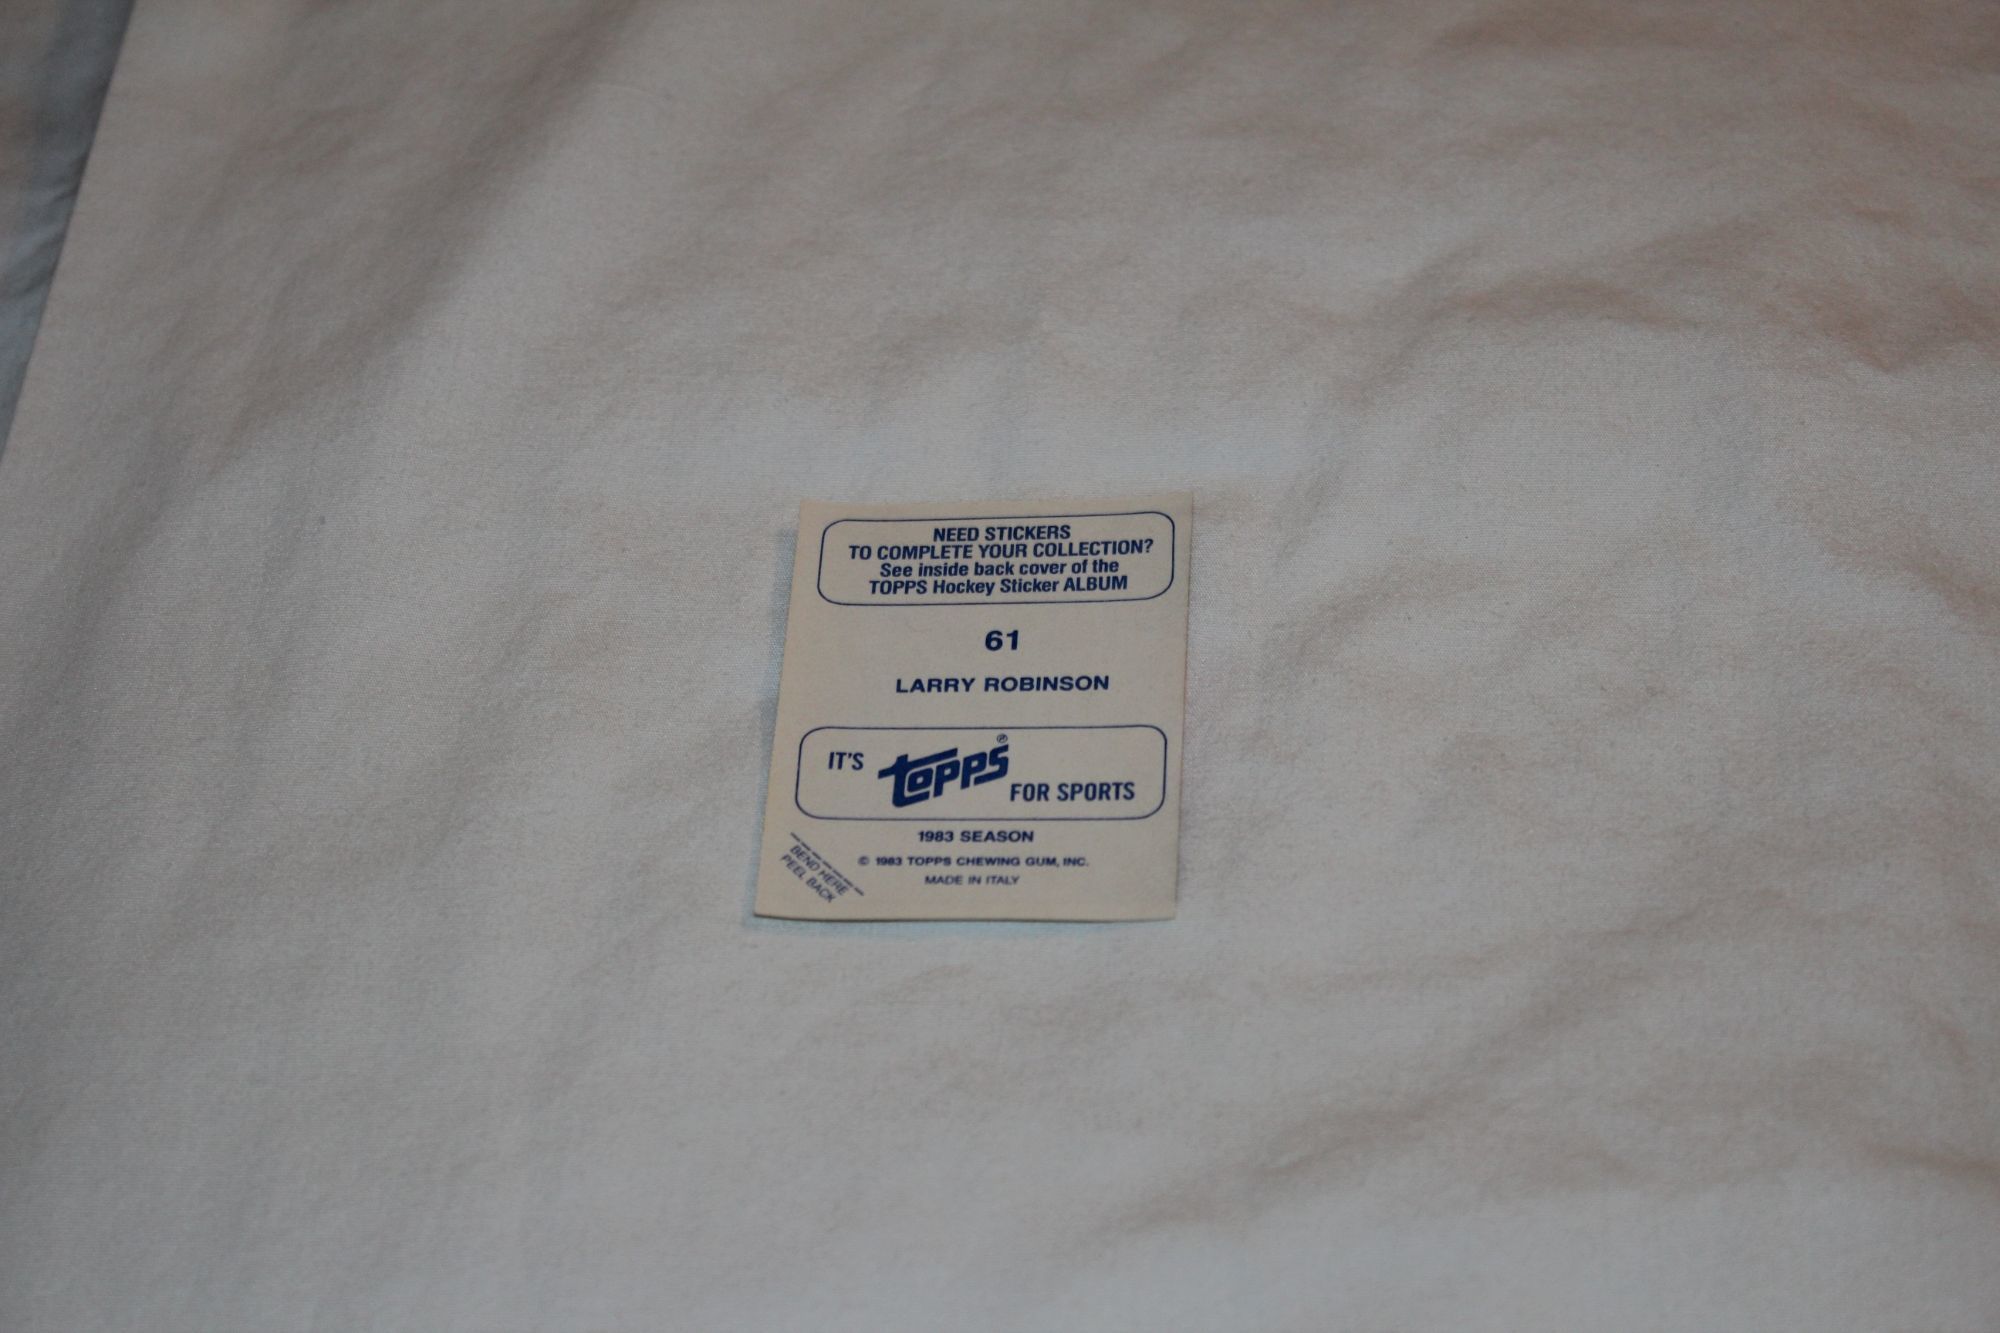 NEED STICKERS
TO COMPLETE YOUR COLLECTION?
See inside back cover of the
TOPPS Hockey Sticker ALBUM
61
LARRY ROBINSON
IT'S topps® FOR SPORTS
1983 SEASON
© 1983 TOPPS CHEWING GUM, INC.
MADE IN ITALY
BEND HERE
PEEL BACK